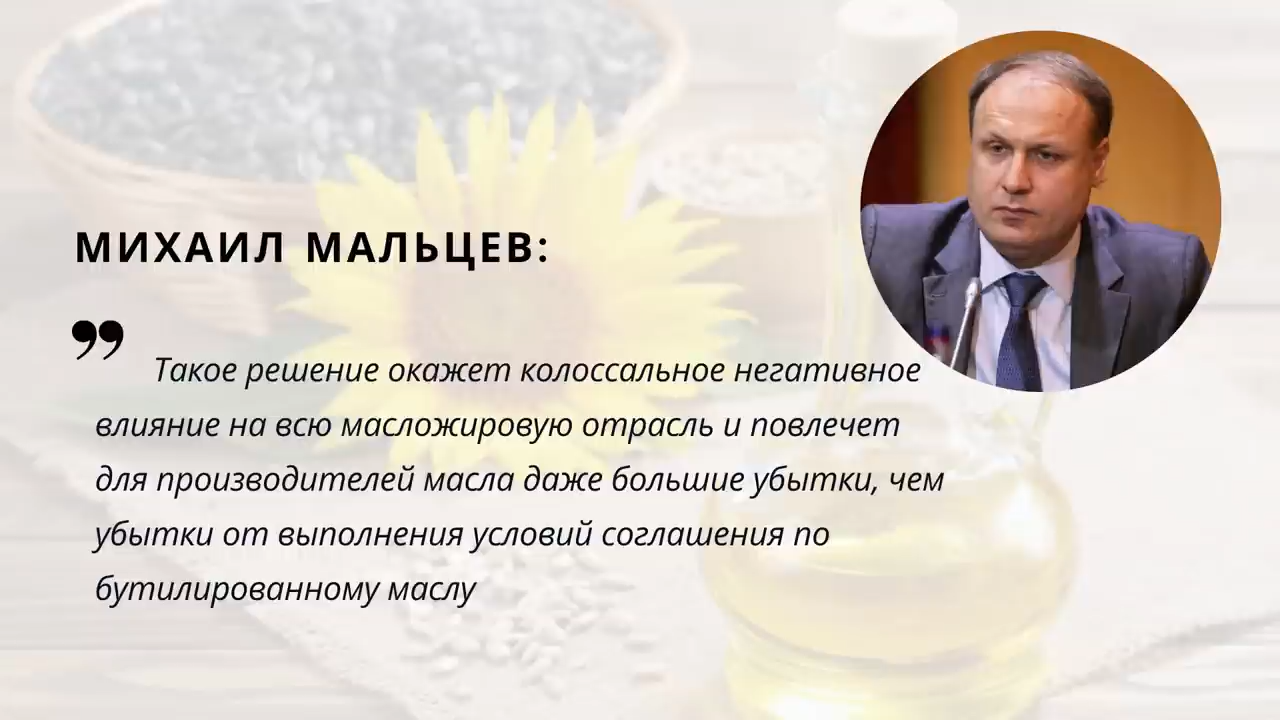 МИХАИЛ МАЛЬЦЕВ:
” Такое решение окажет колоссальное негативное
влияние на всю масложировую отрасль и повлечет
для производителей масла даже большие убытки, чем
убытки от выполнения условий соглашения по
бутилированному маслу